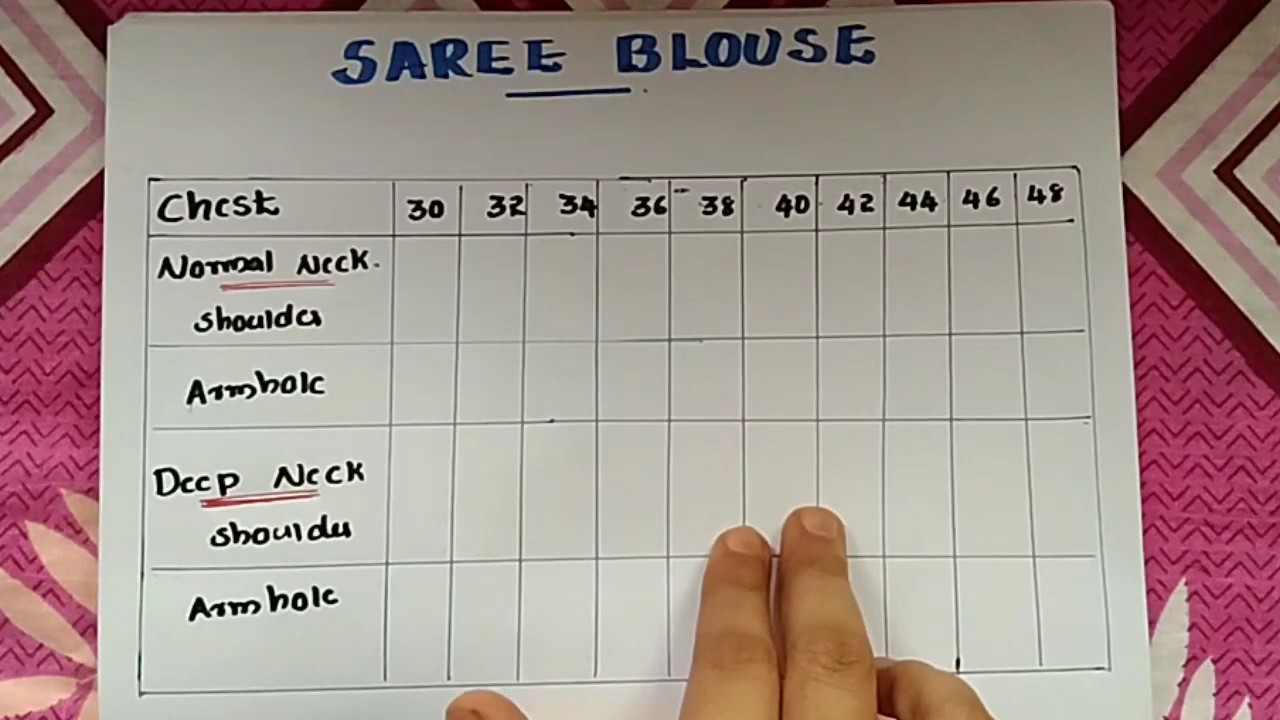 SAREE BLOUSE
Chest 30 32 34 36 38 40 42 44 46 48
Normal Neck.
shoulder
Armhole
Deep Neck
shoulder
Armhole